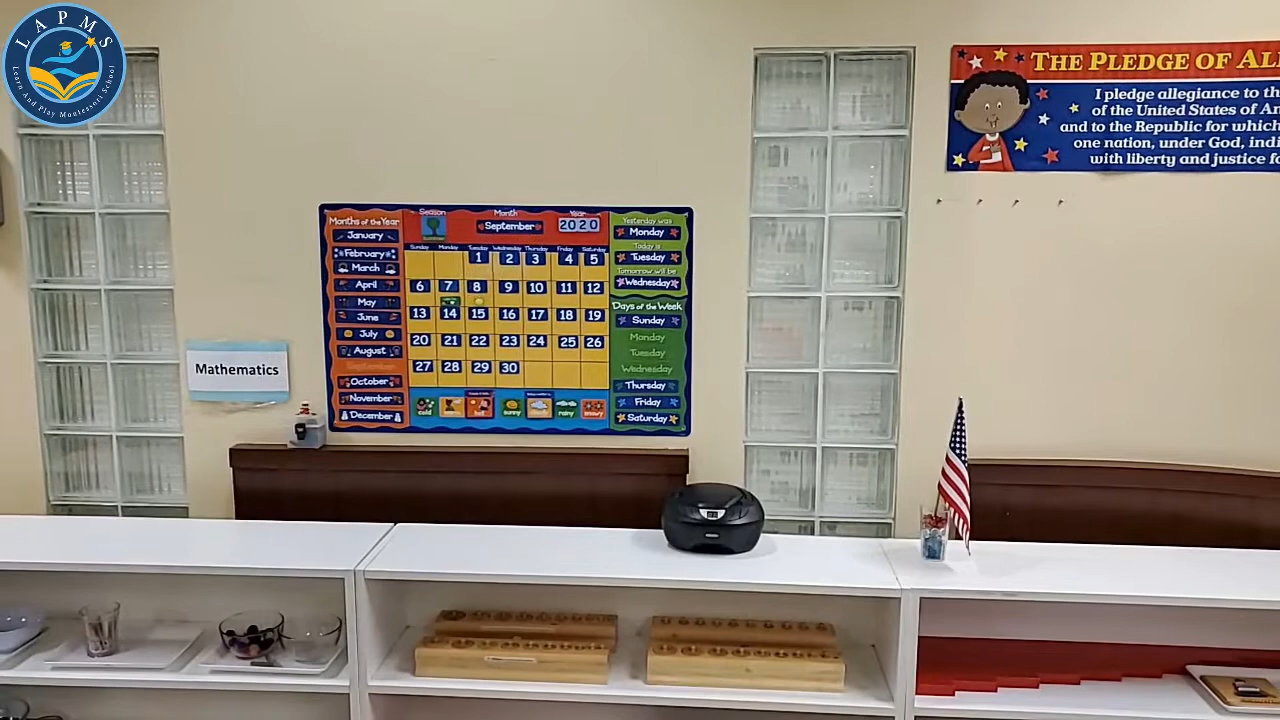 LAPMS
Learn And Play Montessori School
THE PLEDGE OF
I pledge allegiance to
of the United States of
and to the Republic for which
one nation, under God,
with liberty and justice
Mathematics
Months of the Year
January
February
March
April
May
June
July
August
September
October
November
December
Season
Summer
Month
September
Year
2020
Sunday Monday Tuesday Wednesday Thursday Friday Saturday
1 2 3 4 5
6 7 8 9 10 11 12
13 14 15 16 17 18 19
20 21 22 23 24 25 26
27 28 29 30
cold hot sunny cloudy rainy snowy
Yesterday was
Monday
Today is
Tuesday
Tomorrow will be
Wednesday
Days of the Week
Sunday
Monday
Tuesday
Wednesday
Thursday
Friday
Saturday